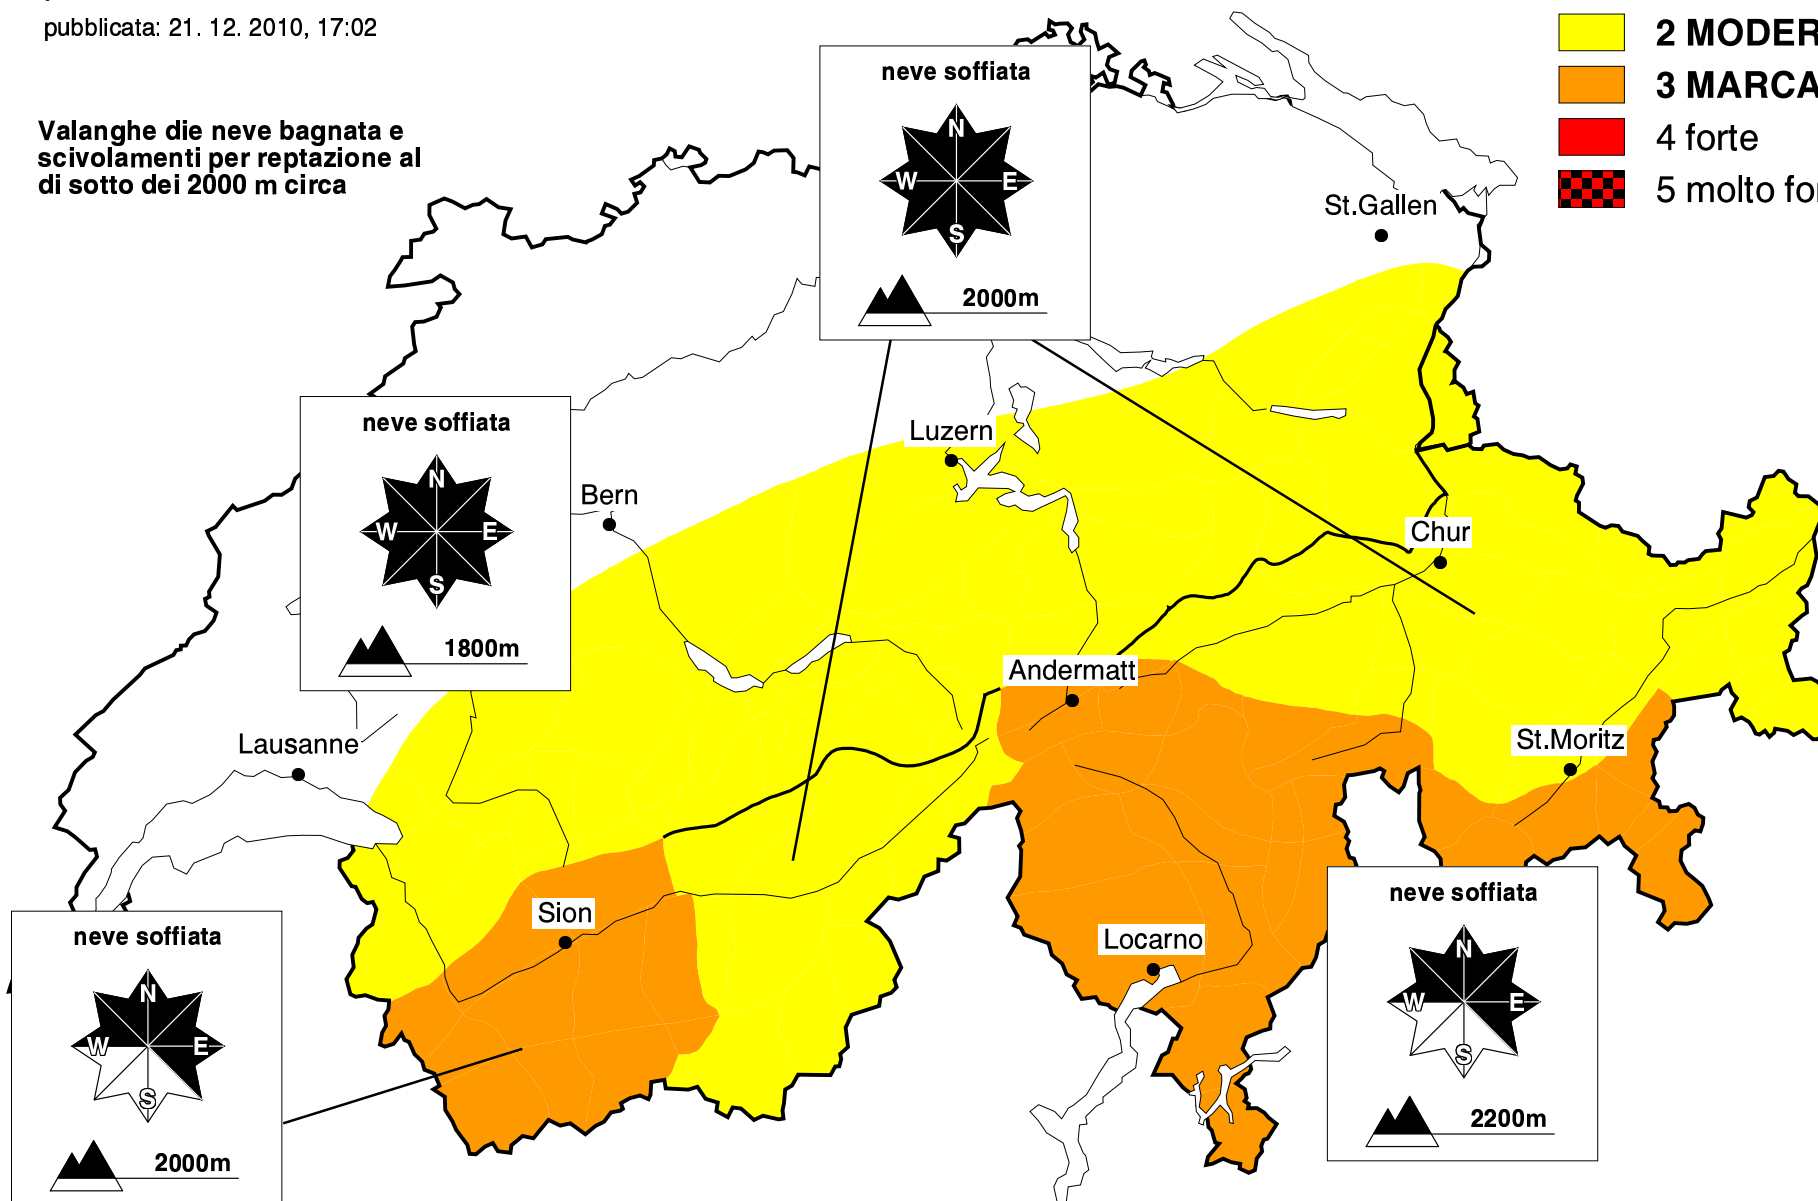 pubblicata: 21. 12. 2010, 17:02
Valanghe die neve bagnata e
scivolamenti per reptazione al
di sotto dei 2000 m circa
2 MODER
3 MARCA
4 forte
5 molto for
neve soffiata
N
W E
S
2000m
St.Gallen
neve soffiata
N
W E
S
1800m
Luzern
Bern
Chur
Andermatt
Lausanne
St.Moritz
Sion
Locarno
neve soffiata
N
W E
S
2000m
neve soffiata
N
W E
S
2200m